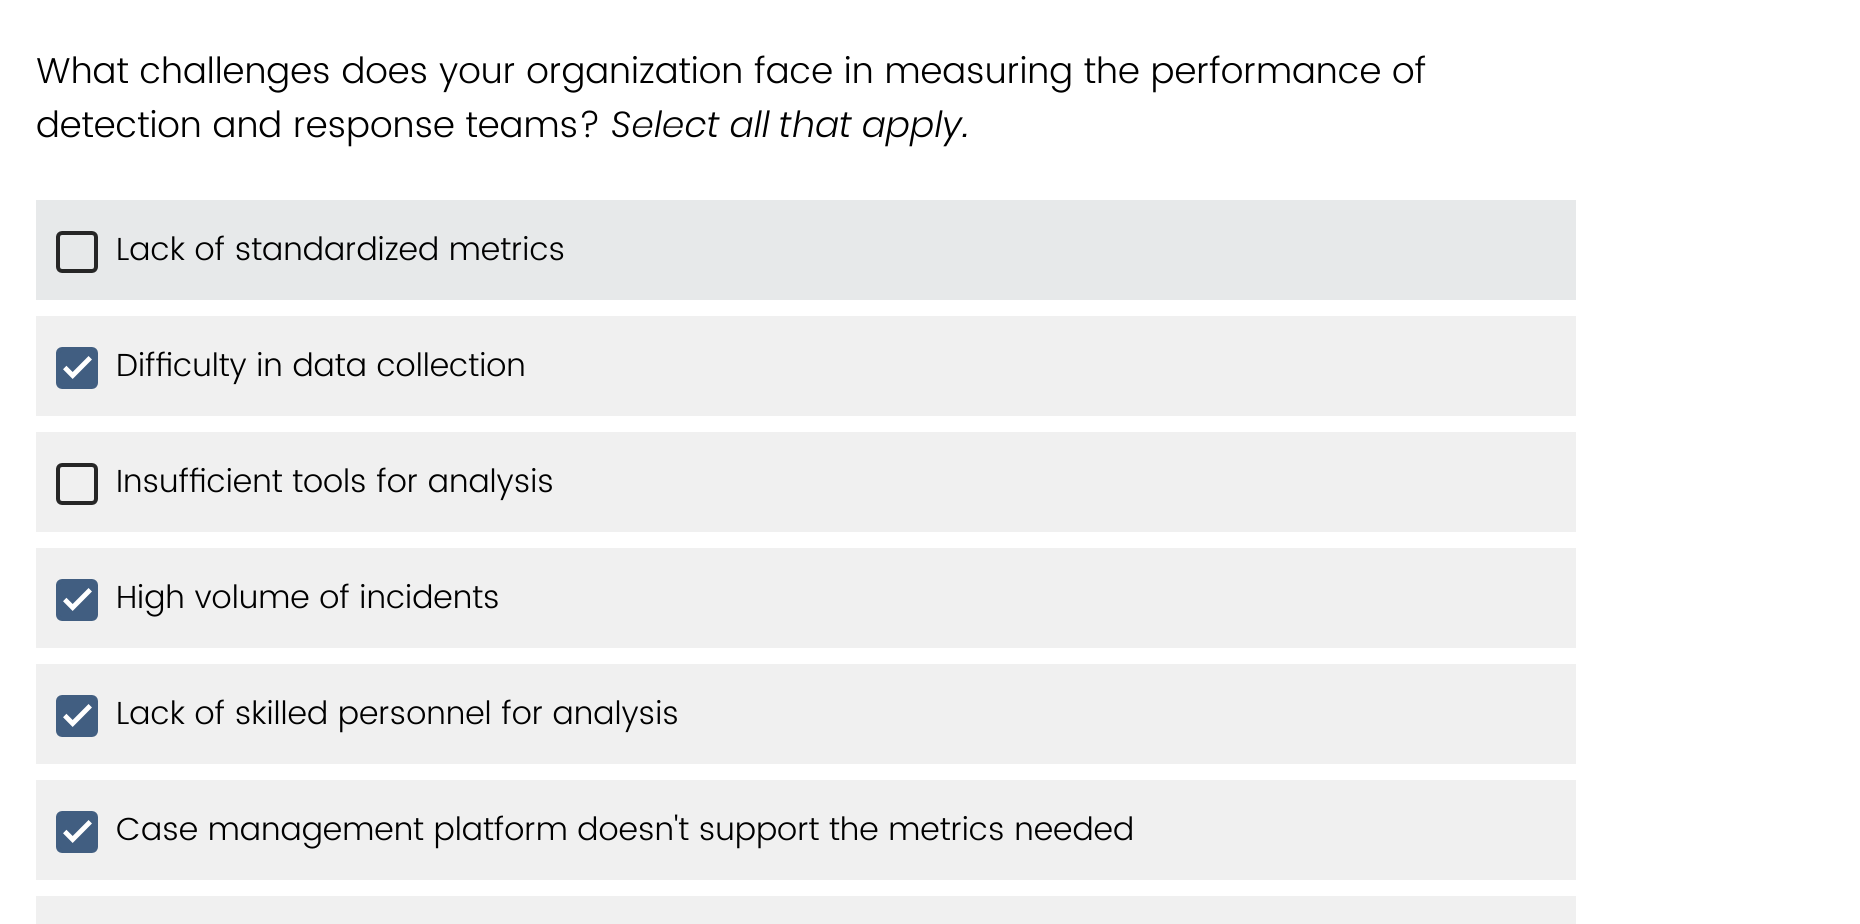 What challenges does your organization face in measuring the performance of
detection and response teams? Select all that apply.
Lack of standardized metrics
Difficulty in data collection
Insufficient tools for analysis
High volume of incidents
Lack of skilled personnel for analysis
Case management platform doesn't support the metrics needed